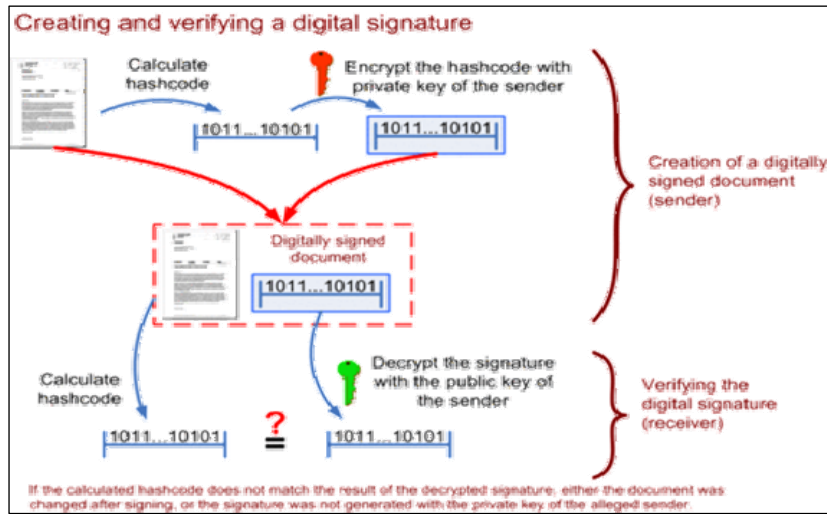 Creating and verifying a digital signature
Calculate
hashcode
Encrypt the hashcode with
private key of the sender
1011...10101
1011...10101
Creation of a digitally
signed document
(sender)
Digitally signed
document
1011...10101
Calculate
hashcode
Decrypt the signature
with the public key of
the sender
Verifying the
digital signature
(receiver)
1011...10101
?
=
1011...10101
If the calculated hashcode does not match the result of the decrypted signature, either the document was
changed after signing, or the signature was not generated with the private key of the alleged sender.